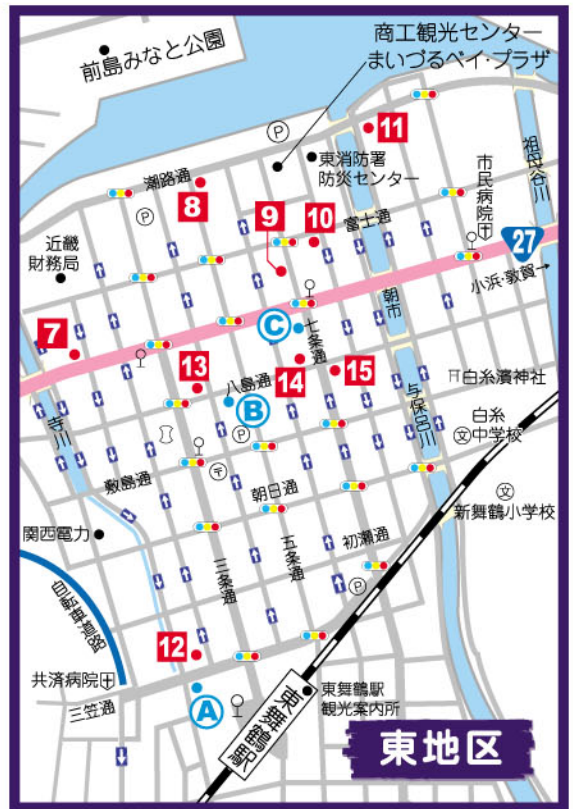 前島みなと公園
商工観光センター
まいづるベイ・プラザ
P
11
東消防署
防災センター
祖母谷川
潮路通
8
市民病院
P
9
10
富士通
27
近畿
財務局
小浜・敦賀→
朝市
7
C
七条通
13
八島通
14
15
白糸濱神社
B
与保呂川
白糸
中学校
文
寺川
P
〒
敷島通
朝日通
文
新舞鶴小学校
関西電力
初瀬通
五条通
三条通
P
自転車道路
12
共済病院
三笠通
A
東舞鶴駅
観光案内所
東舞鶴駅
東地区